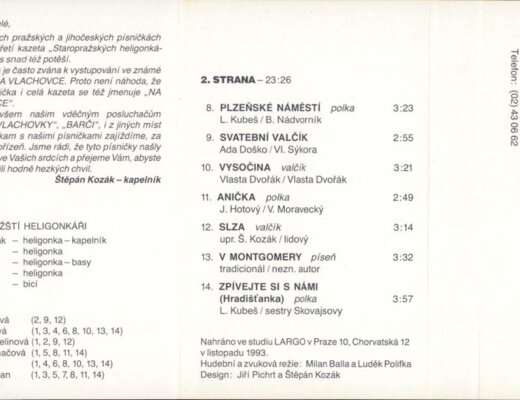 lé,
ch pražských a jihočeských písničkách
řetí kazeta „Staropražských heligonká-
s snad též potěší.
je často zvána k vystupování ve známé
A VLACHOVCE. Proto není náhoda, že
ička i celá kazeta se též jmenuje „NA
CE“.
všem našim vděčným posluchačům
VLACHOVKY“, „BARČI“, i z jiných míst
kam s našimi písničkami zajíždíme, za
přízeň. Jsme rádi, že tyto písničky našly
ve Vašich srdcích a přejeme Vám, abyste
ili hodně hezkých chvil.
Štěpán Kozák – kapelník
ŽŠTÍ HELIGONKÁŘI
ák – heligonka – kapelník
– heligonka
– heligonka – basy
– heligonka
– bicí
vá (2, 9, 12)
vá (1, 3, 4, 6, 8, 10, 13, 14)
elinová (1, 2, 9, 12)
ačová (1, 5, 8, 11, 14)
(1, 4, 6, 8, 10, 13, 14)
an (1, 3, 5, 7, 8, 11, 14)
2. STRANA – 23:26
8. PLZEŇSKÉ NÁMĚSTÍ polka 3:23
L. Kubeš / B. Nádvorník
9. SVATEBNÍ VALČÍK 2:55
Ada Doško / Vl. Sýkora
10. VYSOČINA valčík 3:21
Vlasta Dvořák / Vlasta Dvořák
11. ANIČKA polka 2:49
J. Hotový / V. Moravecký
12. SLZA valčík 3:14
upr. Š. Kozák / lidový
13. V MONTGOMERY píseň 3:32
tradicionál / nezn. autor
14. ZPÍVEJTE SI S NÁMI
(Hradišťanka) polka 3:57
L. Kubeš / sestry Skovajsovy
Nahráno ve studiu LARGO v Praze 10, Chorvatská 12
v listopadu 1993.
Hudební a zvuková režie: Milan Balla a Luděk Polifka
Design: Jiří Pichrt a Štěpán Kozák
Telefon: (02) 43 06 62